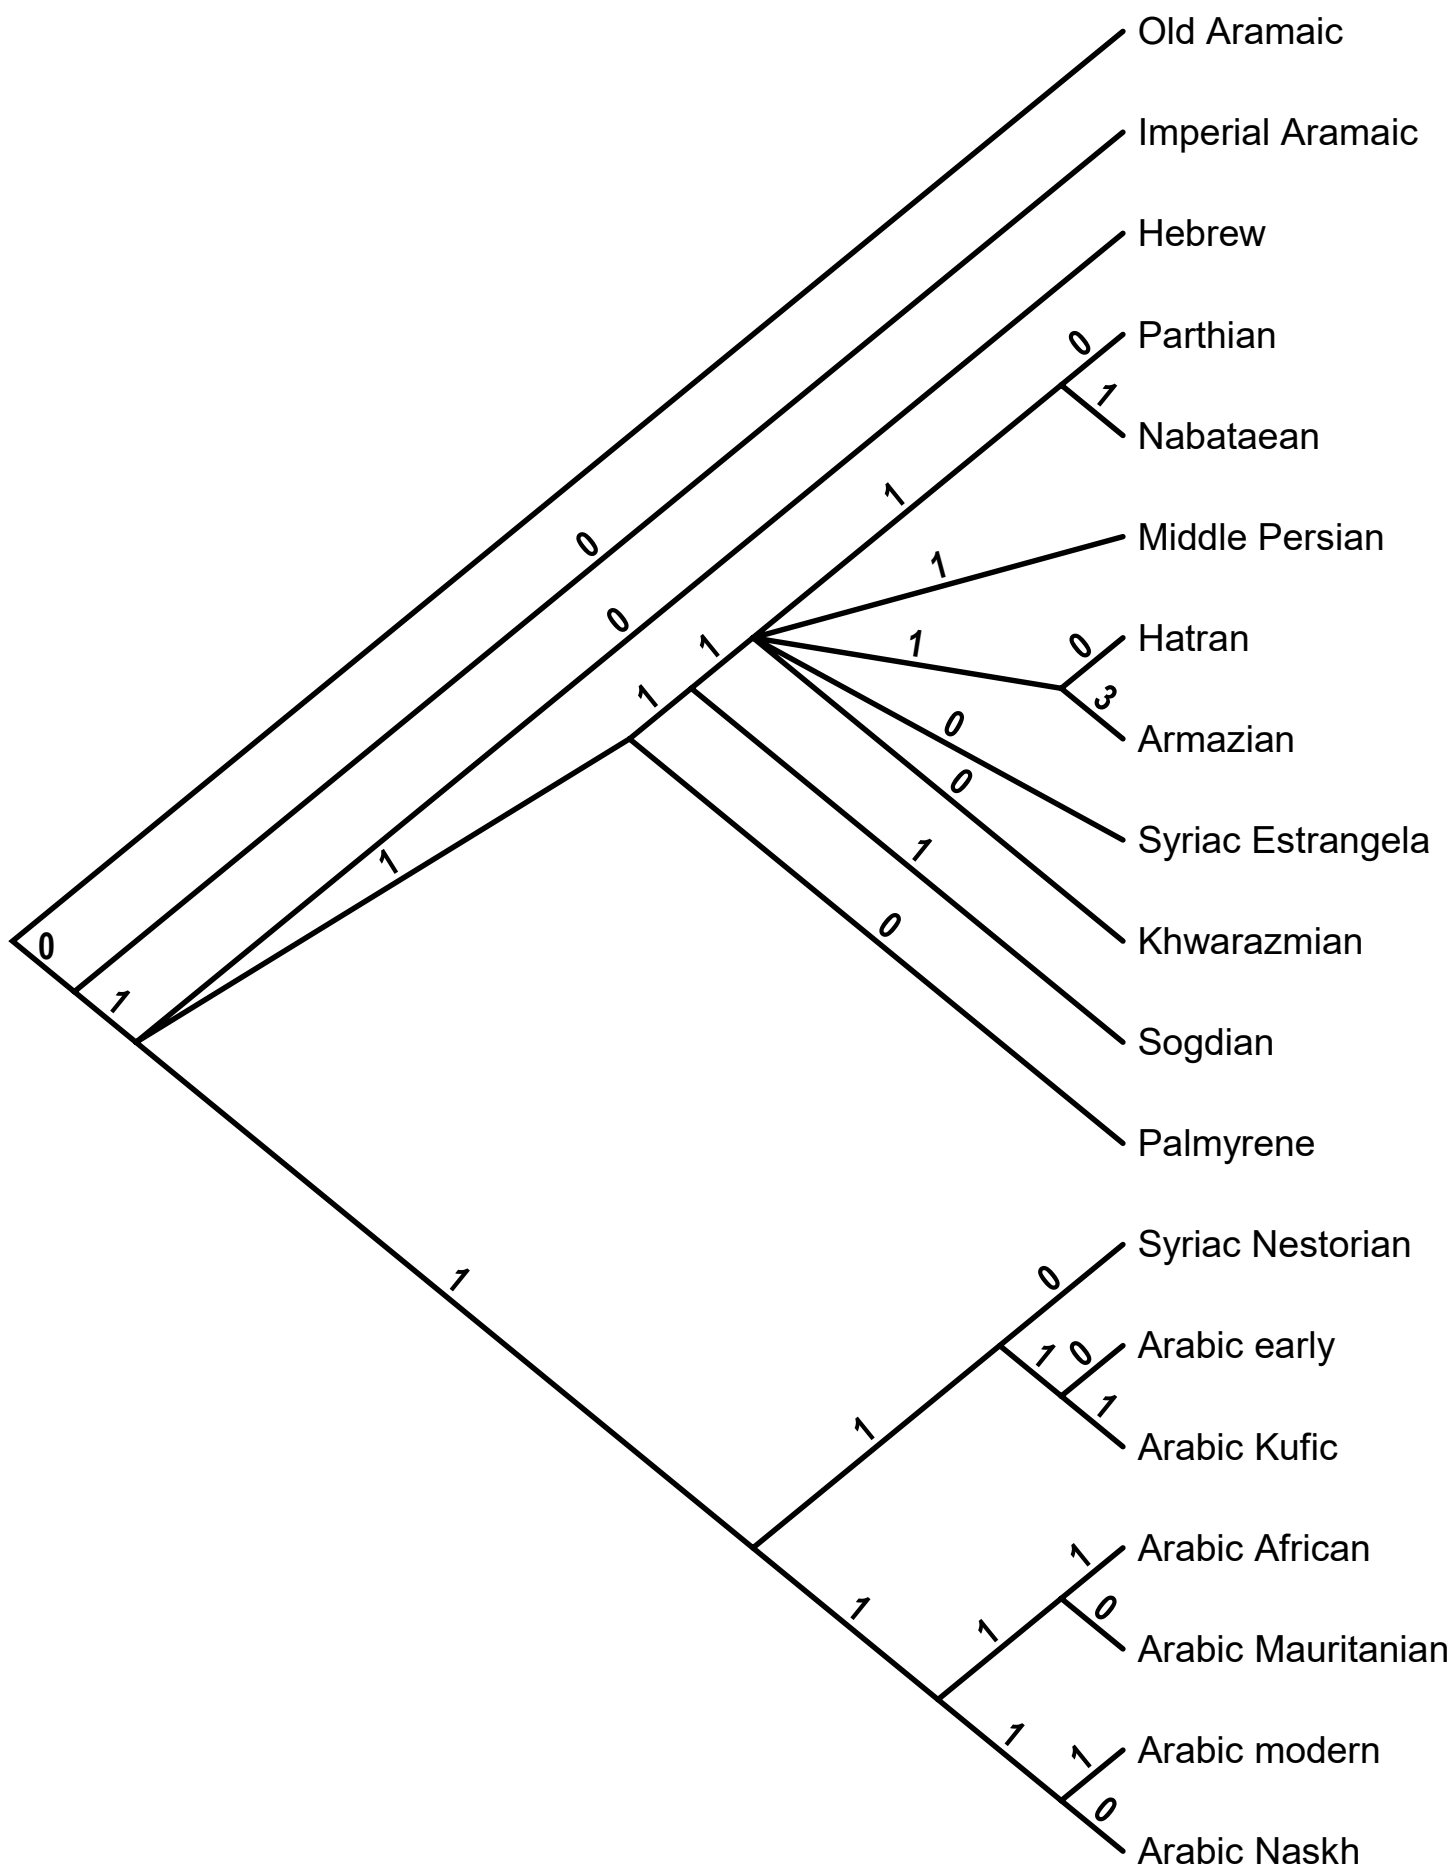 Old Aramaic
Imperial Aramaic
Hebrew
0 Parthian
1 Nabataean
1
1 Middle Persian
0
0 Hatran
1
3 Armazian
0
1
1
0 Syriac Estrangela
0
1
1
0 Khwarazmian
0
1
Sogdian
0
Palmyrene
1
0 Syriac Nestorian
1 0 Arabic early
1 Arabic Kufic
1
1 Arabic African
0 Arabic Mauritanian
1
1
1 Arabic modern
1
0 Arabic Naskh